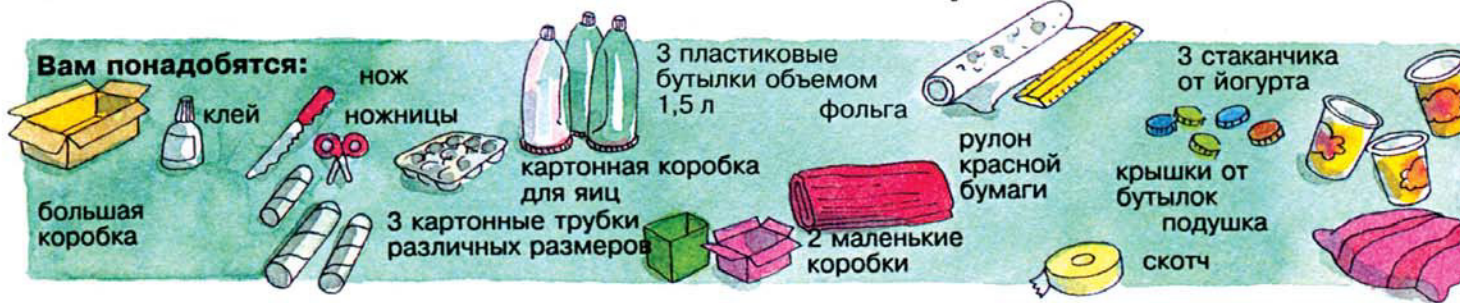 Вам понадобятся:
большая
коробка
клей
нож
ножницы
3 картонные трубки
различных размеров
картонная коробка
для яиц
3 пластиковые
бутылки объемом
1,5 л
фольга
2 маленькие
коробки
рулон
красной
бумаги
3 стаканчика
от йогурта
крышки от
бутылок
подушка
скотч